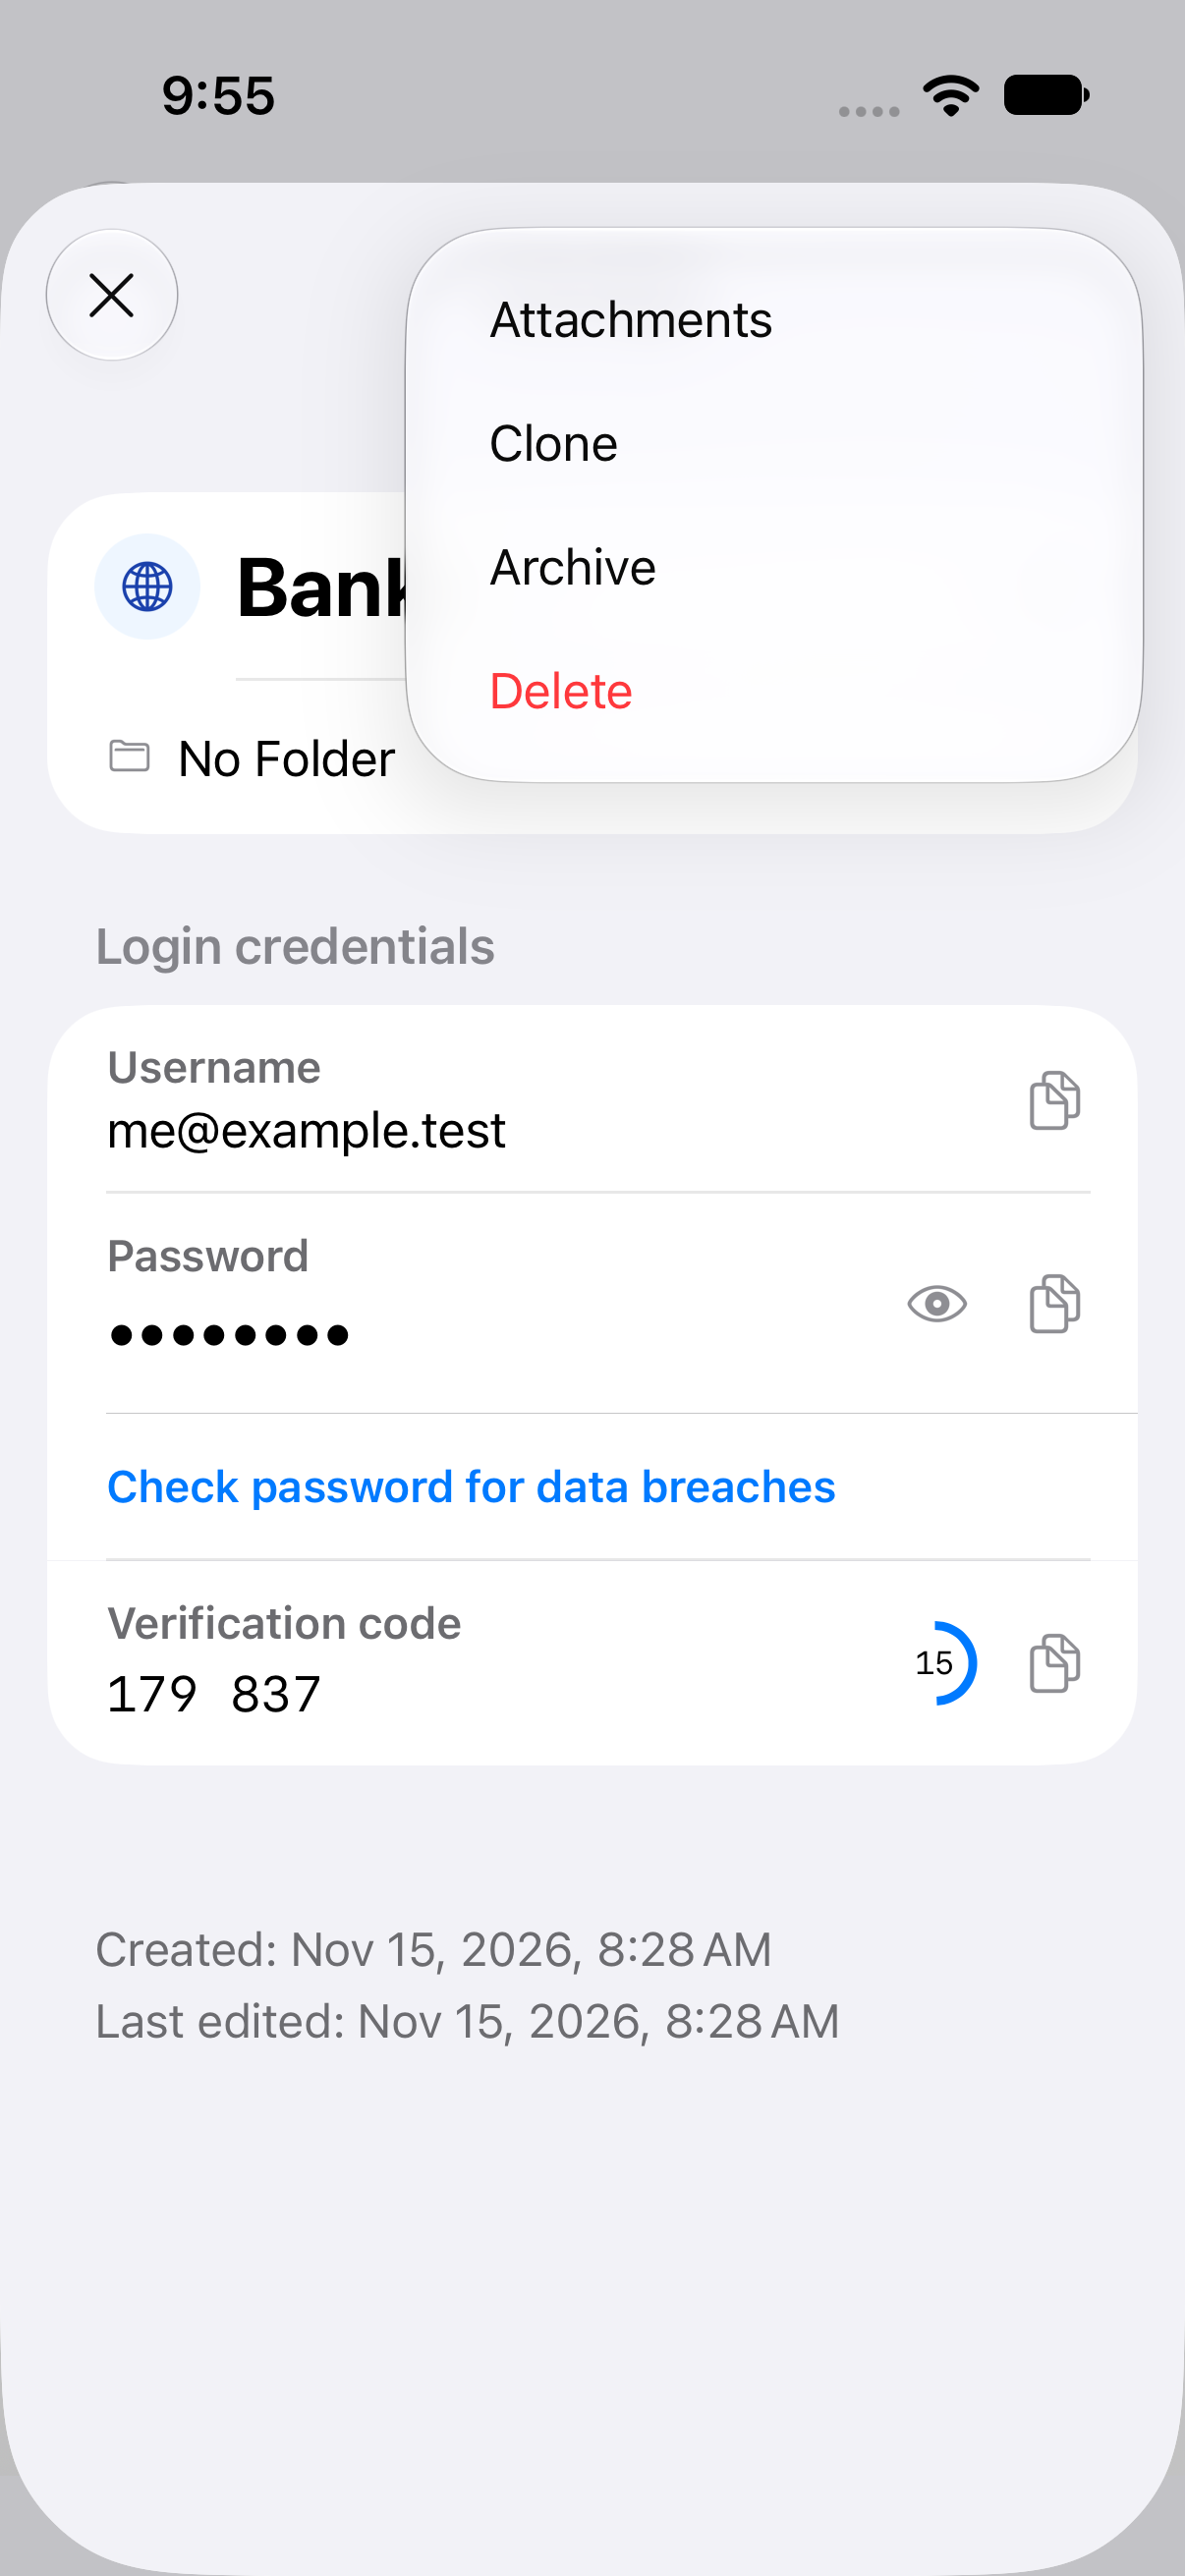 9:55
Attachments
Clone
Archive
Delete
No Folder
Login credentials
Username
me@example.test
Password
Check password for data breaches
Verification code
179 837
15
Created: Nov 15, 2026, 8:28 AM
Last edited: Nov 15, 2026, 8:28 AM